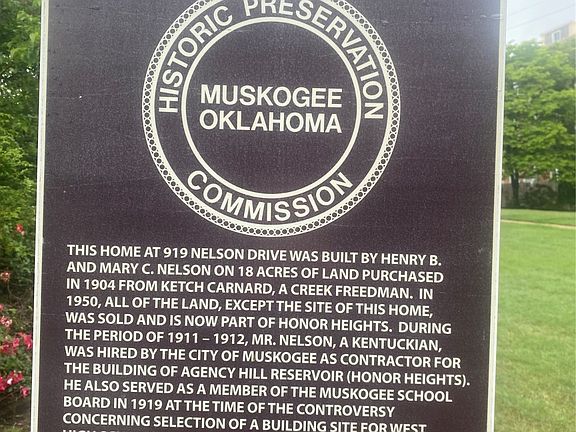 HISTORIC PRESERVATION
MUSKOGEE
OKLAHOMA
COMMISSION
THIS HOME AT 919 NELSON DRIVE WAS BUILT BY HENRY B.
AND MARY C. NELSON ON 18 ACRES OF LAND PURCHASED
IN 1904 FROM KETCH CARNARD, A CREEK FREEDMAN. IN
1950, ALL OF THE LAND, EXCEPT THE SITE OF THIS HOME,
WAS SOLD AND IS NOW PART OF HONOR HEIGHTS. DURING
THE PERIOD OF 1911 – 1912, MR. NELSON, A KENTUCKIAN,
WAS HIRED BY THE CITY OF MUSKOGEE AS CONTRACTOR FOR
THE BUILDING OF AGENCY HILL RESERVOIR (HONOR HEIGHTS).
HE ALSO SERVED AS A MEMBER OF THE MUSKOGEE SCHOOL
BOARD IN 1919 AT THE TIME OF THE CONTROVERSY
CONCERNING SELECTION OF A BUILDING SITE FOR WEST